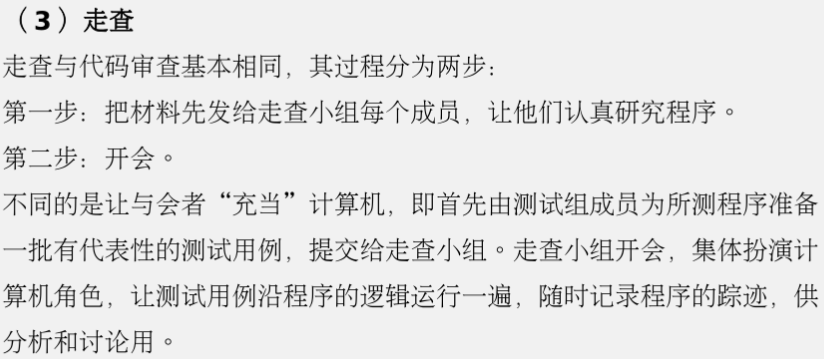 （3）走查
走查与代码审查基本相同，其过程分为两步：
第一步：把材料先发给走查小组每个成员，让他们认真研究程序。
第二步：开会。
不同的是让与会者“充当”计算机，即首先由测试组成员为所测程序准备
一批有代表性的测试用例，提交给走查小组。走查小组开会，集体扮演计
算机角色，让测试用例沿程序的逻辑运行一遍，随时记录程序的踪迹，供
分析和讨论用。